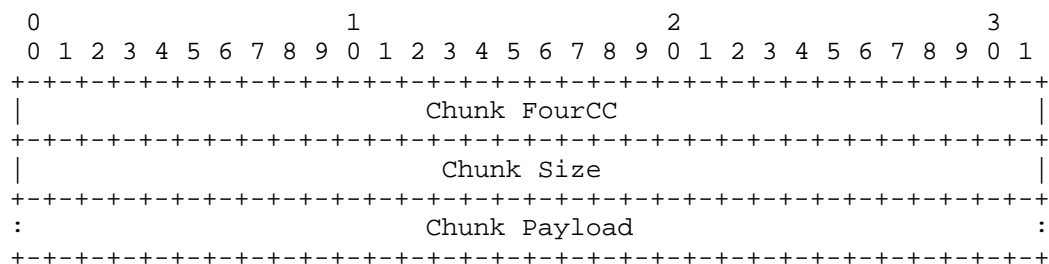 0                   1                   2                   3
 0 1 2 3 4 5 6 7 8 9 0 1 2 3 4 5 6 7 8 9 0 1 2 3 4 5 6 7 8 9 0 1
+-+-+-+-+-+-+-+-+-+-+-+-+-+-+-+-+-+-+-+-+-+-+-+-+-+-+-+-+-+-+-+-+
|                         Chunk FourCC                          |
+-+-+-+-+-+-+-+-+-+-+-+-+-+-+-+-+-+-+-+-+-+-+-+-+-+-+-+-+-+-+-+-+
|                          Chunk Size                           |
+-+-+-+-+-+-+-+-+-+-+-+-+-+-+-+-+-+-+-+-+-+-+-+-+-+-+-+-+-+-+-+-+
:                         Chunk Payload                         :
+-+-+-+-+-+-+-+-+-+-+-+-+-+-+-+-+-+-+-+-+-+-+-+-+-+-+-+-+-+-+-+-+